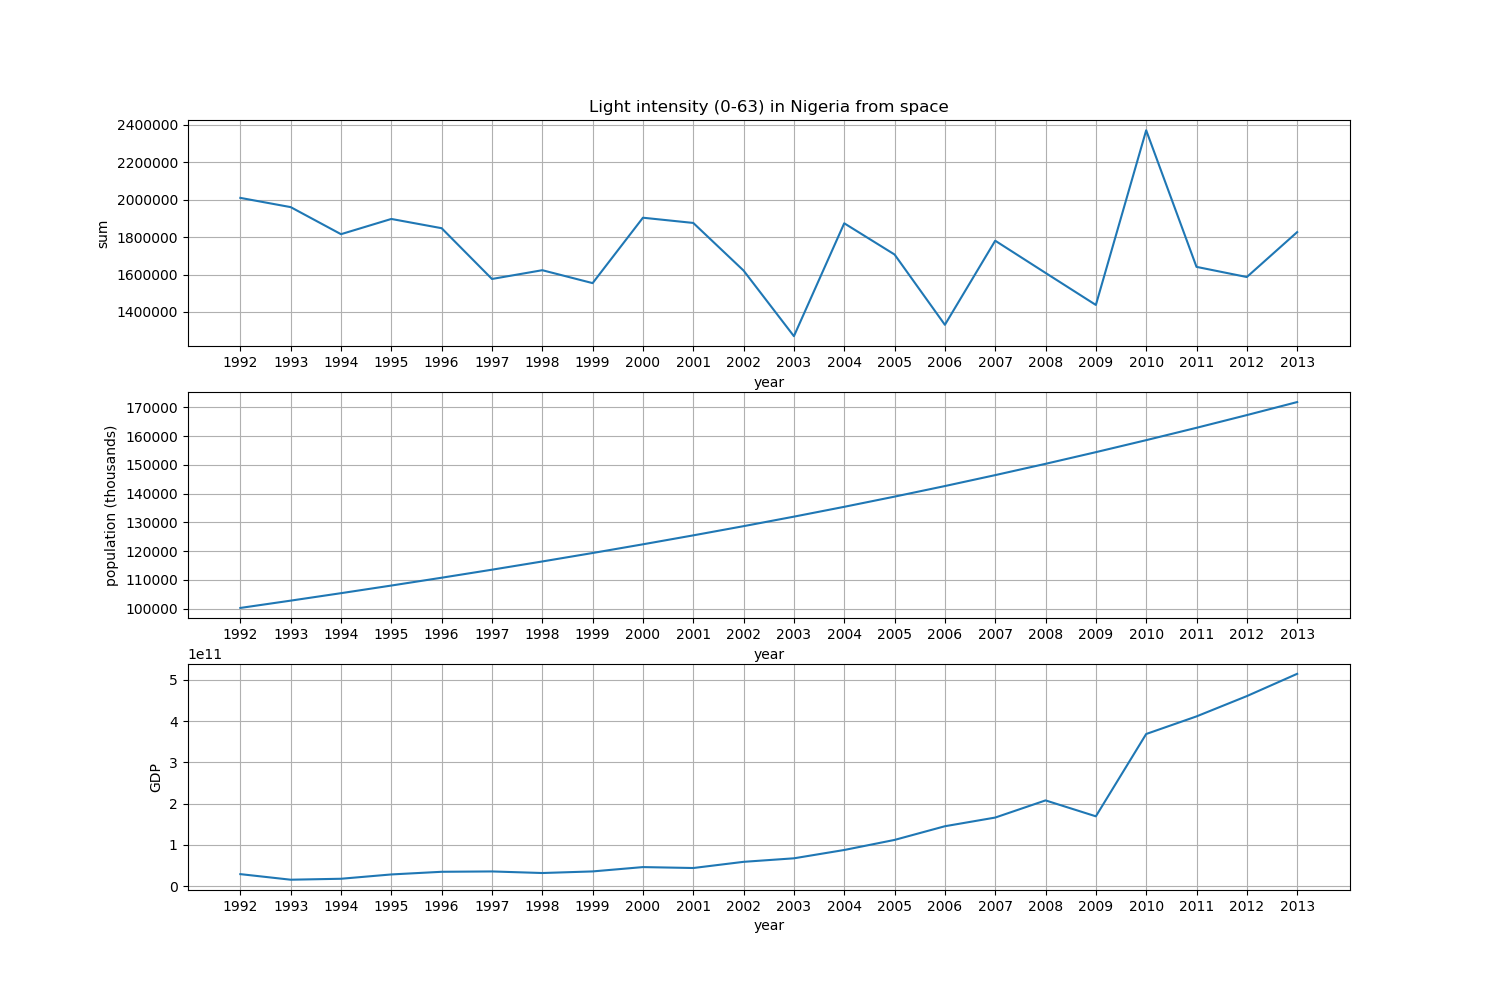 Light intensity (0-63) in Nigeria from space
2400000
2200000
2000000
1800000
1600000
1400000
sum
1992 1993 1994 1995 1996 1997 1998 1999 2000 2001 2002 2003 2004 2005 2006 2007 2008 2009 2010 2011 2012 2013
year
170000
160000
150000
140000
130000
120000
110000
100000
population (thousands)
1992 1993 1994 1995 1996 1997 1998 1999 2000 2001 2002 2003 2004 2005 2006 2007 2008 2009 2010 2011 2012 2013
year
1e11
5
4
3
2
1
0
GDP
1992 1993 1994 1995 1996 1997 1998 1999 2000 2001 2002 2003 2004 2005 2006 2007 2008 2009 2010 2011 2012 2013
year